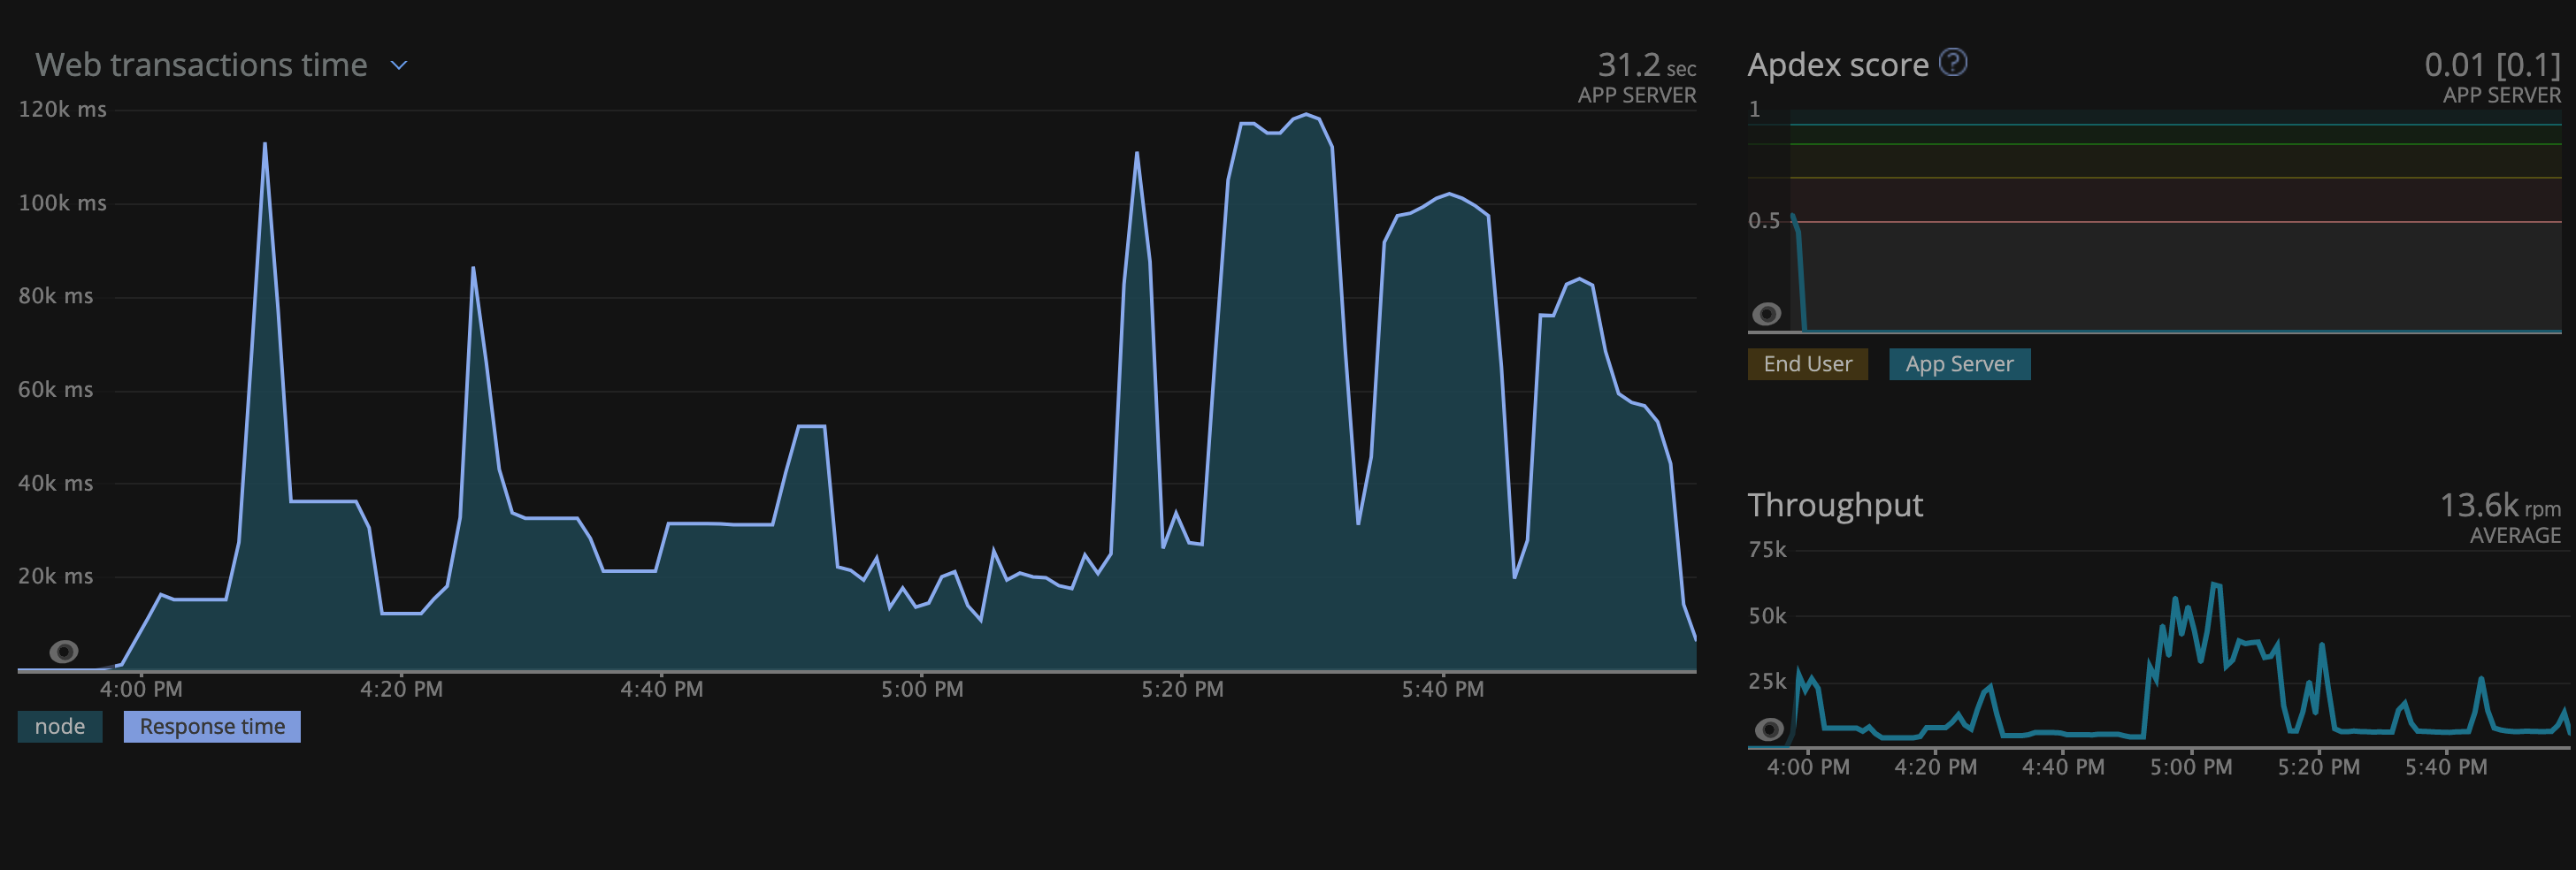 Web transactions time
31.2 sec
APP SERVER
120k ms
100k ms
80k ms
60k ms
40k ms
20k ms
4:00 PM 4:20 PM 4:40 PM 5:00 PM 5:20 PM 5:40 PM
node Response time
Apdex score ?
0.01 [0.1]
APP SERVER
1
0.5
End User App Server
Throughput
13.6k rpm
AVERAGE
75k
50k
25k
4:00 PM 4:20 PM 4:40 PM 5:00 PM 5:20 PM 5:40 PM